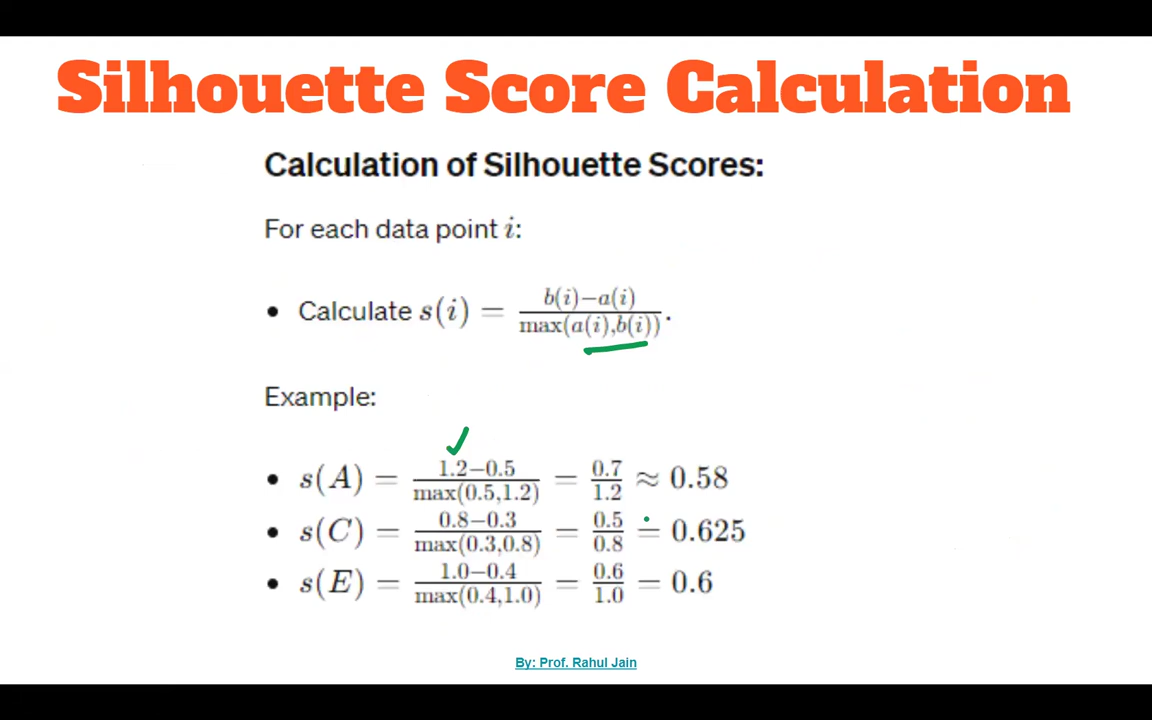 Silhouette Score Calculation
Calculation of Silhouette Scores:
For each data point i:
• Calculate s(i) = b(i)−a(i) / max(a(i),b(i)).
Example:
• s(A) = 1.2−0.5 / max(0.5,1.2) = 0.7 / 1.2 ≈ 0.58
• s(C) = 0.8−0.3 / max(0.3,0.8) = 0.5 / 0.8 = 0.625
• s(E) = 1.0−0.4 / max(0.4,1.0) = 0.6 / 1.0 = 0.6
By: Prof. Rahul Jain